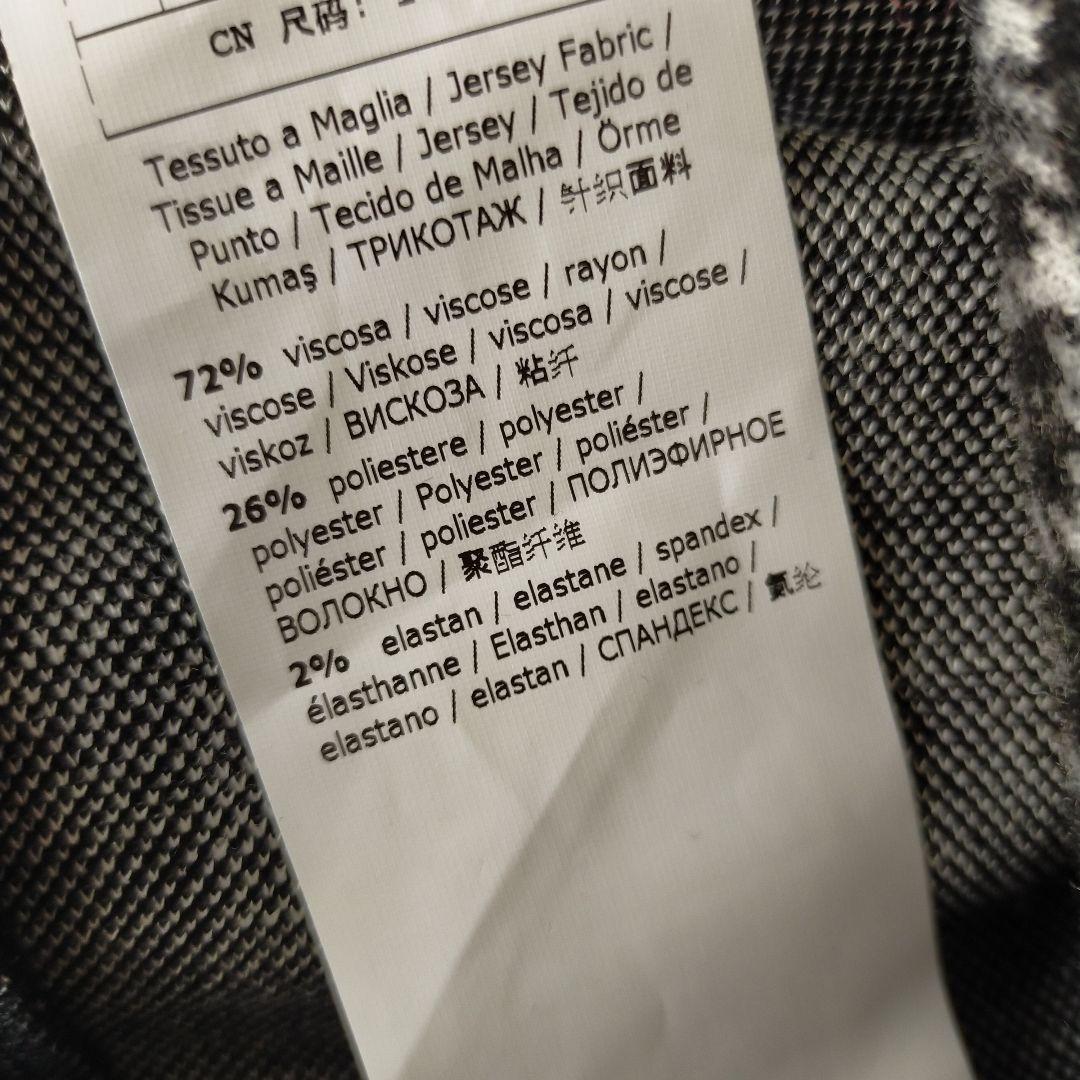 CN 尺码:
Tessuto a Maglia / Jersey Fabric /
Tissue a Maille / Jersey / Tejido de
Punto / Tecido de Malha / Örme
Kumaş / ТРИКОТАЖ / 针织面料
72% viscosa / viscose / rayon /
viscose / Viskose / viscosa / viscose /
viskoz / ВИСКОЗА / 粘纤
26% poliestere / polyester /
polyester / Polyester / poliéster /
poliéster / poliester / ПОЛИЭФИРНОЕ
ВОЛОКНО / 聚酯纤维
2% elastan / elastane / spandex /
élasthanne / Elasthan / elastano /
elastano / elastan / СПАНДЕКС / 氨纶